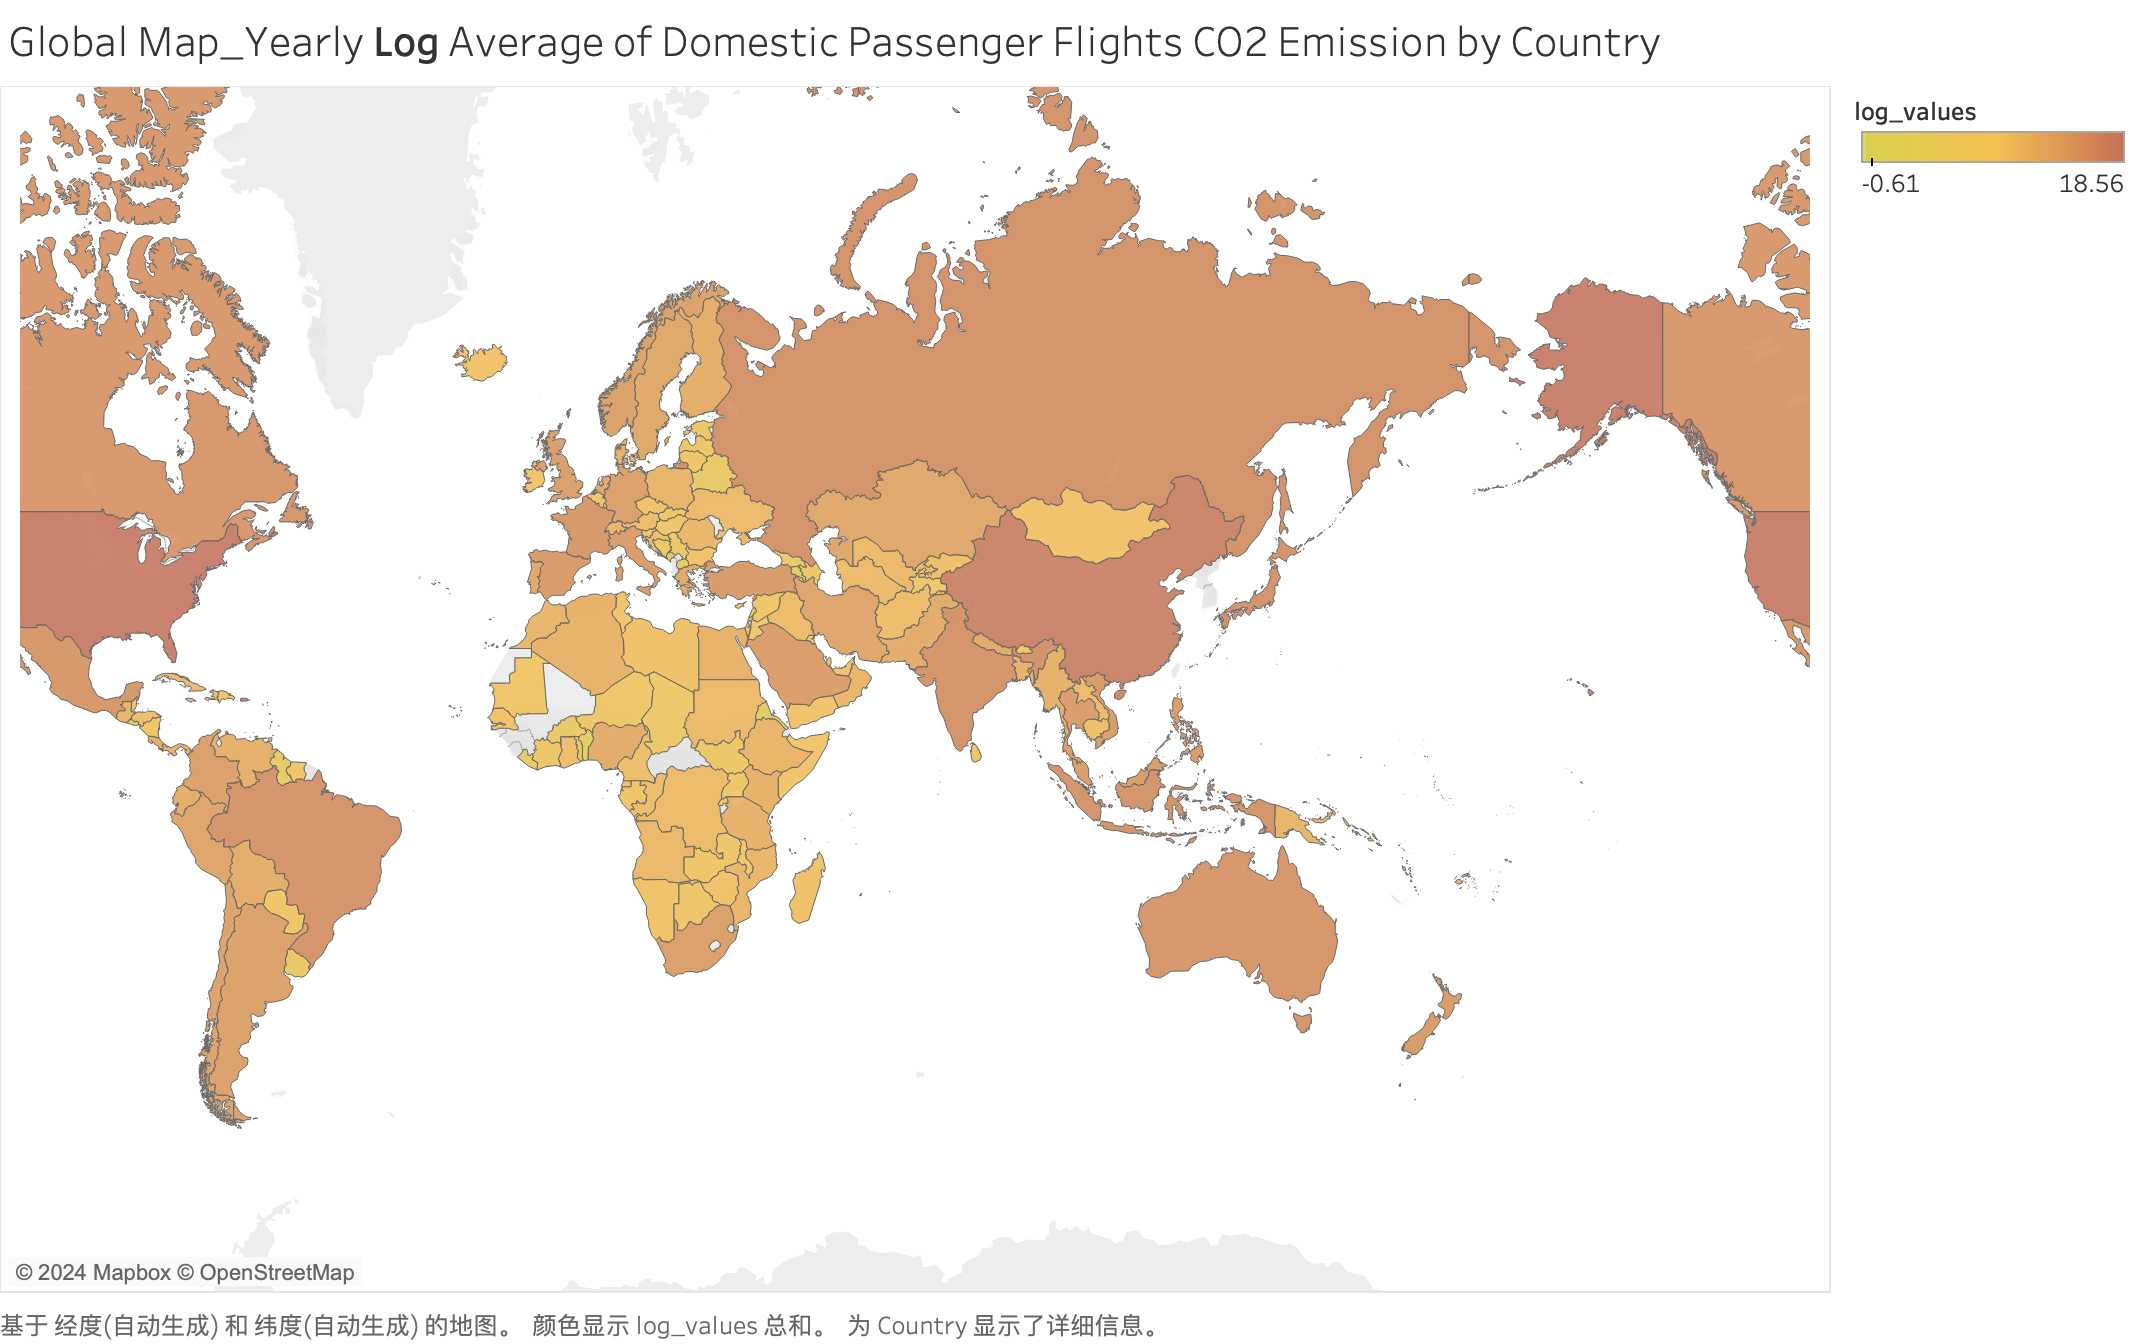 Global Map_Yearly Log Average of Domestic Passenger Flights CO2 Emission by Country
log_values
-0.61 18.56
© 2024 Mapbox © OpenStreetMap
基于 经度(自动生成) 和 纬度(自动生成) 的地图。 颜色显示 log_values 总和。 为 Country 显示了详细信息。